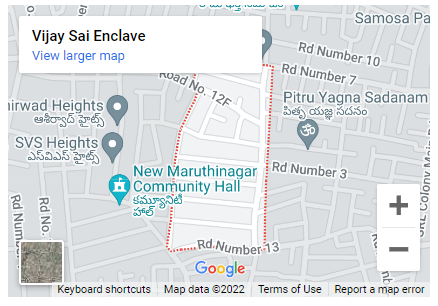 Vijay Sai Enclave
View larger map
Samosa Pa
Rd Number 10
Rd Number 7
Road No. 12F
Pitru Yagna Sadanam
పితృ యజ్ఞ సదనం
hirwad Heights
ఆశీర్వాద్ హైట్స్
SVS Heights
ఎస్‌వి‌ఎస్ హైట్స్
Rd Number 3
New Maruthinagar
Community Hall
కమ్యూనిటీ
హాల్
Rd Number 13
Google
Keyboard shortcuts
Map data ©2022
Terms of Use
Report a map error